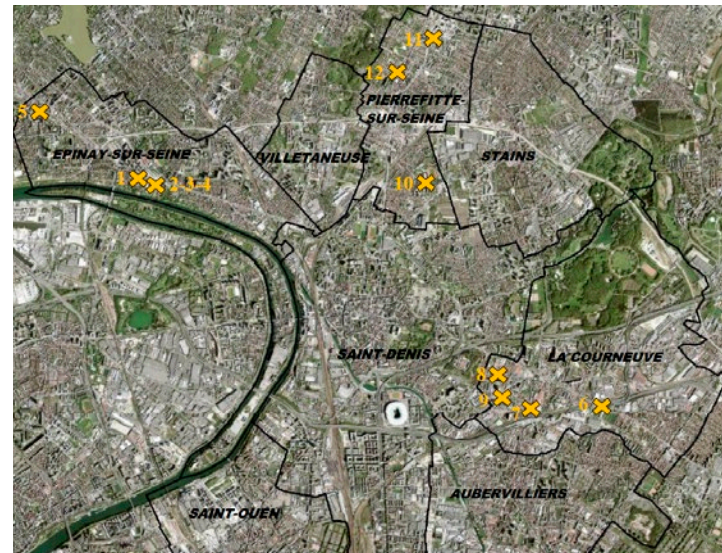 11
12
PIERREFITTE-
SUR-SEINE
5
EPINAY-SUR-SEINE
VILLETANEUSE
STAINS
1
2-3-4
10
SAINT-DENIS
LA COURNEUVE
8
9
7
6
AUBERVILLIERS
SAINT-OUEN